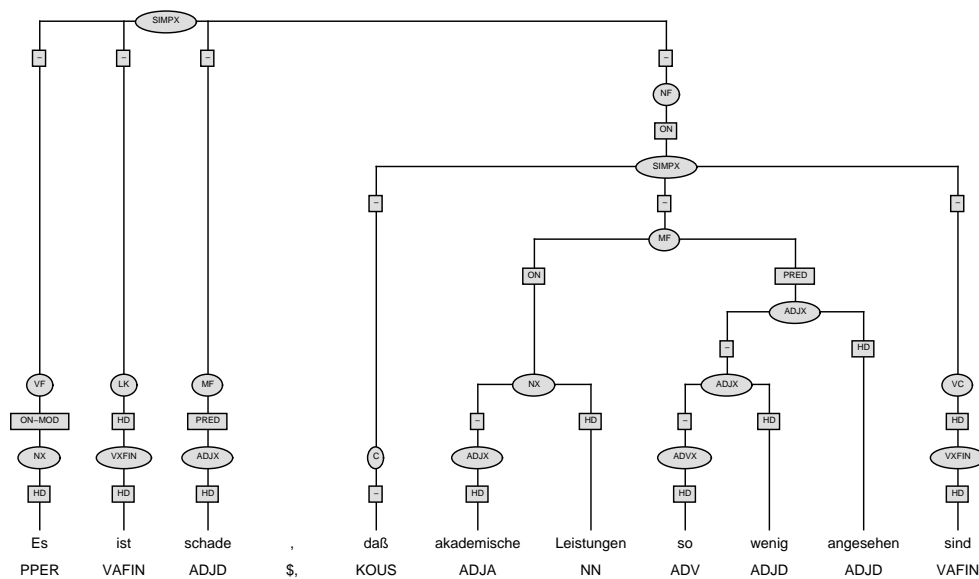 SIMPX
– – – –
NF
ON
SIMPX
– – –
MF
ON PRED
ADJX
– HD
VF LK MF NX ADJX VC
ON–MOD HD PRED – HD – HD HD
NX VXFIN ADJX C ADJX ADVX VXFIN
HD HD HD – HD HD HD
Es ist schade , daß akademische Leistungen so wenig angesehen sind
PPER VAFIN ADJD $, KOUS ADJA NN ADV ADJD ADJD VAFIN